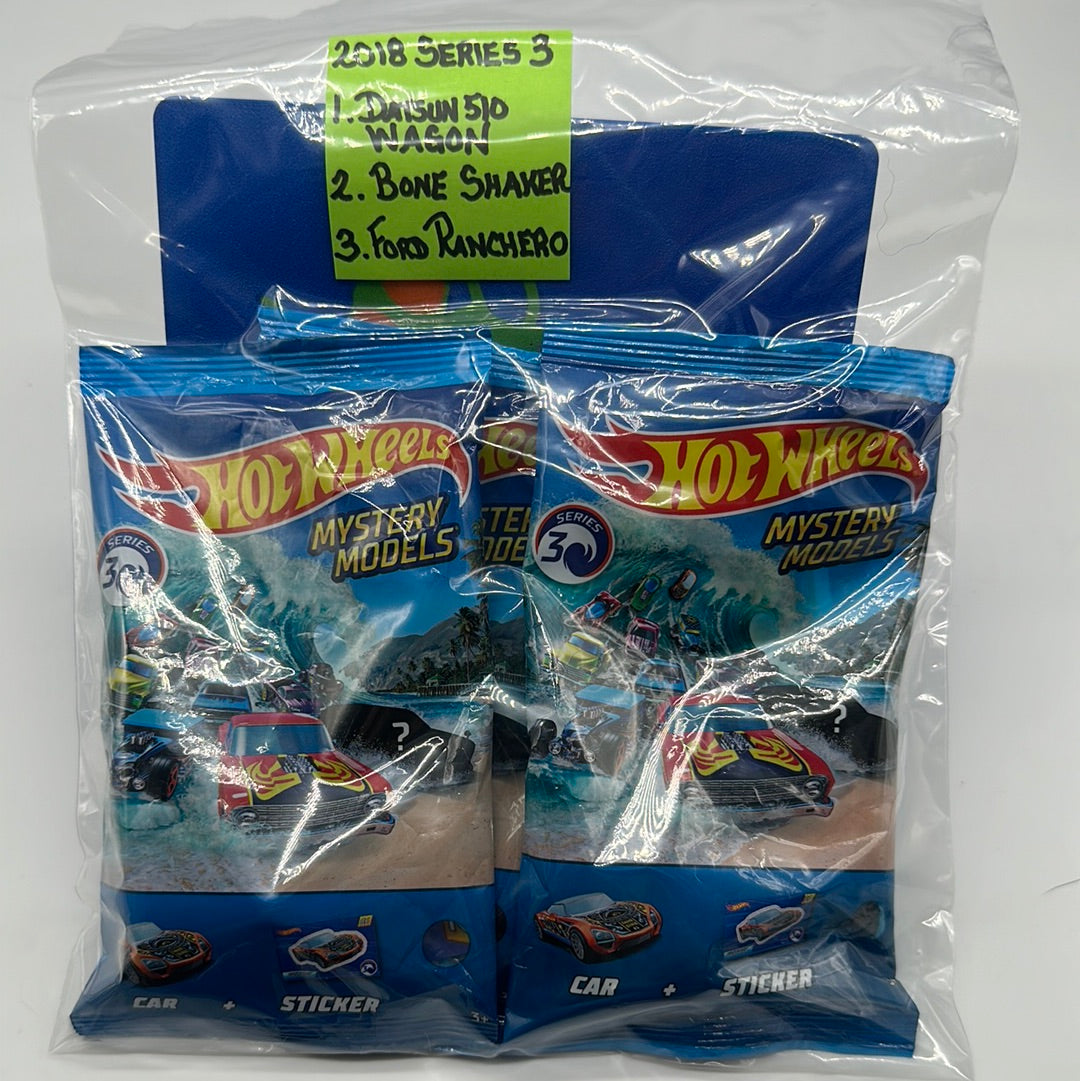 2018 SERIES 3
1. DATSUN 510
WAGON
2. BONE SHAKER
3. FORD RANCHERO
HOT WHEELS
MYSTERY
MODELS
SERIES
3
?
CAR + STICKER
3+
HOT WHEELS
MYSTERY
MODELS
SERIES
3
?
CAR + STICKER